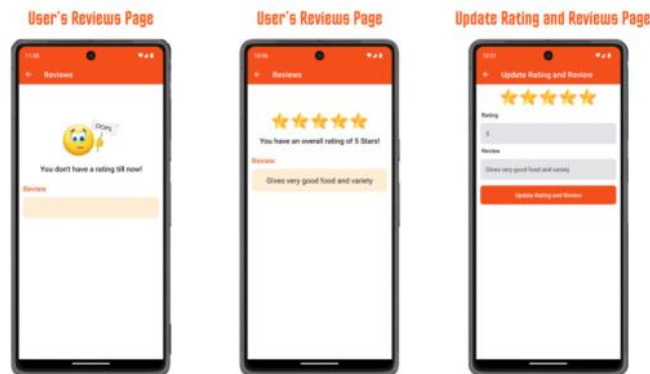 User's Reviews Page
11:58
Reviews
OOPS
You don't have a rating till now!
Review
User's Reviews Page
Reviews
You have an overall rating of 5 Stars!
Review
Gives very good food and variety
Update Rating and Reviews Page
Update Rating and Review
Rating
5
Review
Gives very good food and variety
Update Rating and Review